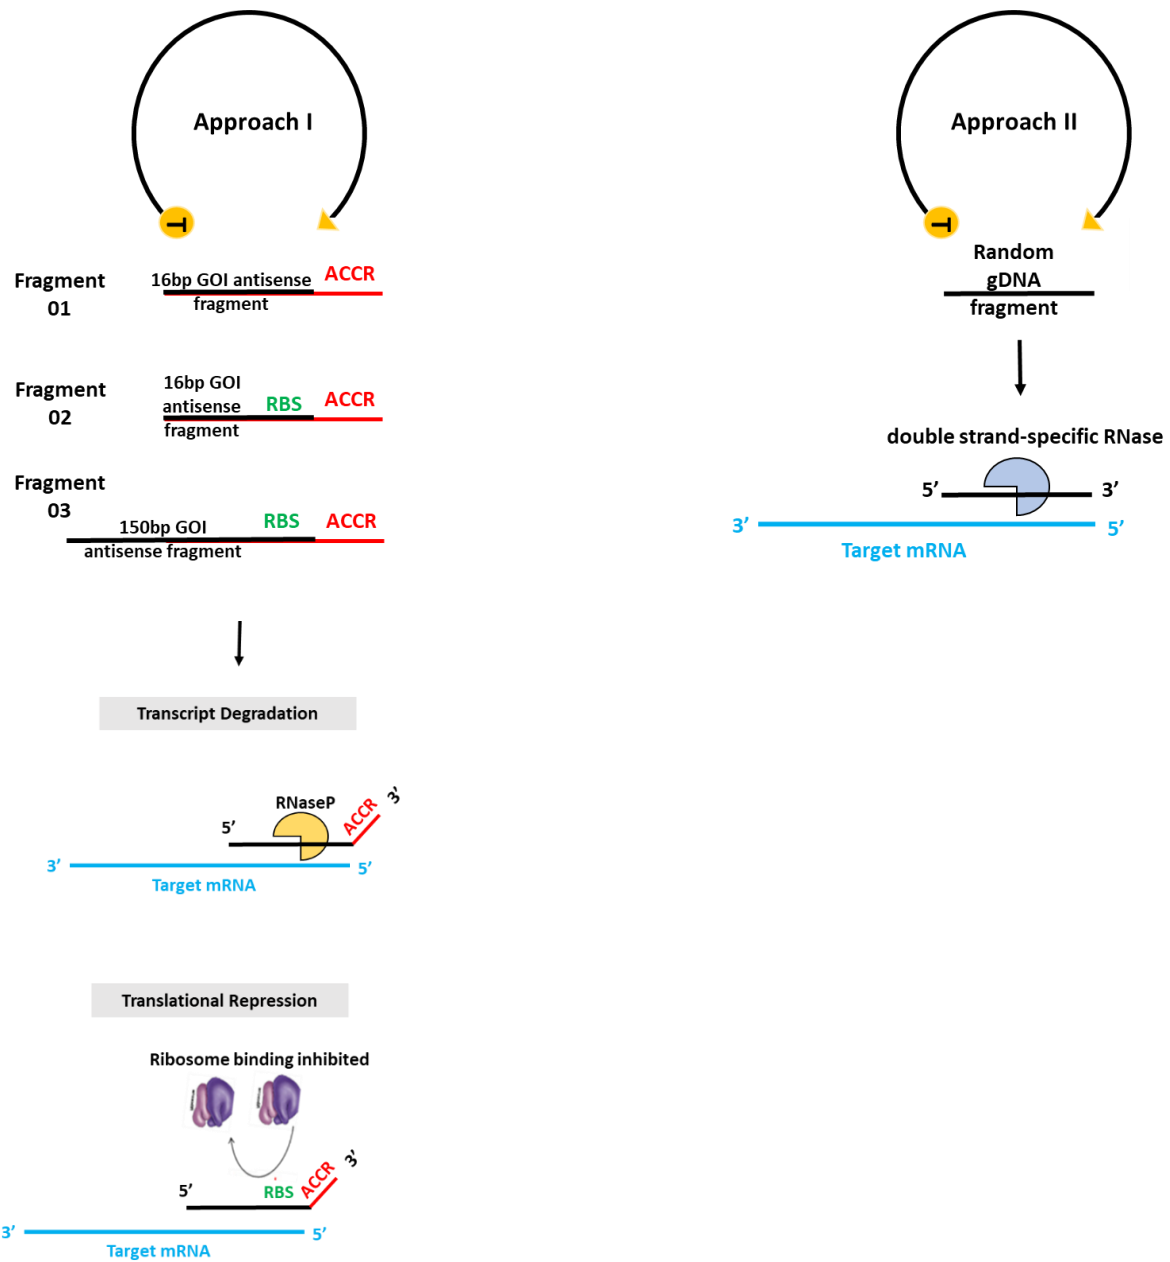 Approach I
T
Fragment
01
16bp GOI antisense
fragment
ACCR
Fragment
02
16bp GOI
antisense
fragment
RBS
ACCR
Fragment
03
150bp GOI
antisense fragment
RBS
ACCR
Transcript Degradation
RNaseP
5’
ACCR
3’
3’
5’
Target mRNA
Translational Repression
Ribosome binding inhibited
5’
RBS
ACCR
3’
3’
5’
Target mRNA
Approach II
T
Random
gDNA
fragment
double strand-specific RNase
5’
3’
3’
5’
Target mRNA